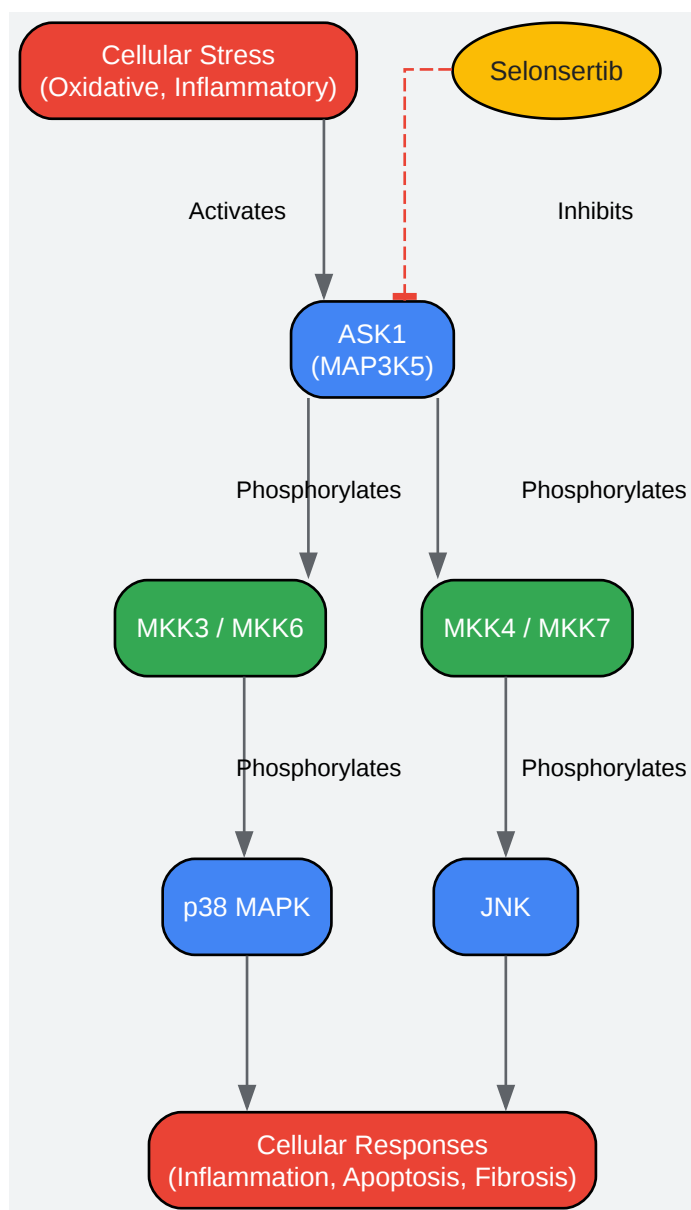 Cellular Stress
(Oxidative, Inflammatory)
Selonsertib
Activates
Inhibits
ASK1
(MAP3K5)
Phosphorylates
Phosphorylates
MKK3 / MKK6
MKK4 / MKK7
Phosphorylates
Phosphorylates
p38 MAPK
JNK
Cellular Responses
(Inflammation, Apoptosis, Fibrosis)